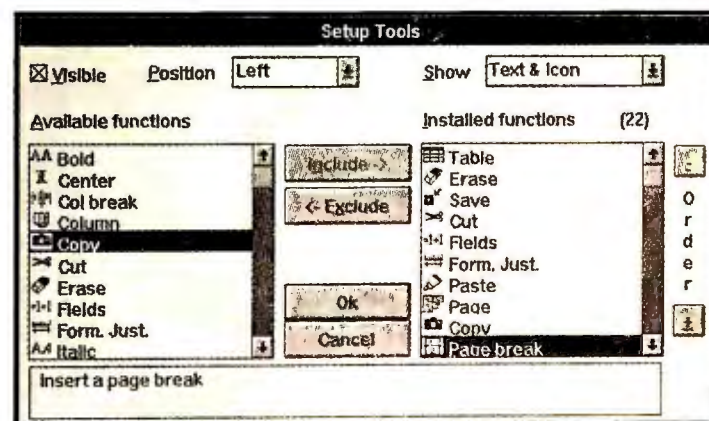 Setup Tools
Visible Position Left Show Text & Icon
Available functions Installed functions (22)
Bold
Center
Col break
Column
Copy
Cut
Erase
Fields
Form. Just.
Italic
Include ->
<- Exclude
Ok
Cancel
Table
Erase
Save
Cut
Fields
Form. Just.
Paste
Page
Copy
Page break
Order
Insert a page break